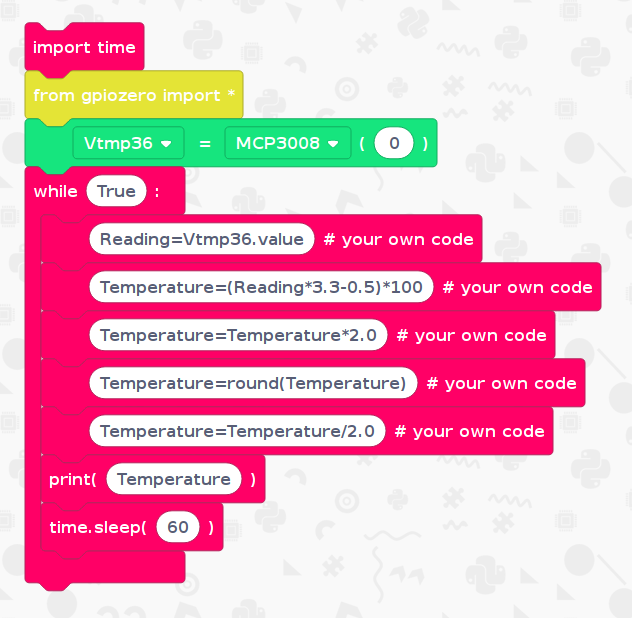 import time
from gpiozero import *
Vtmp36 = MCP3008 ( 0 )
while True :
Reading=Vtmp36.value # your own code
Temperature=(Reading*3.3-0.5)*100 # your own code
Temperature=Temperature*2.0 # your own code
Temperature=round(Temperature) # your own code
Temperature=Temperature/2.0 # your own code
print( Temperature )
time.sleep( 60 )